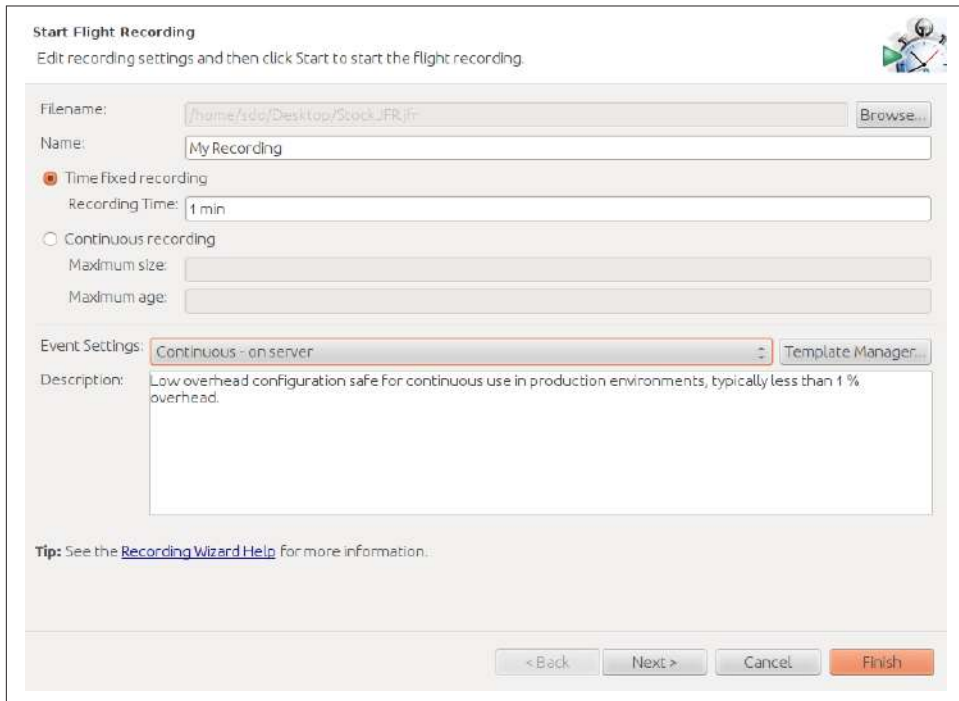 Start Flight Recording
Edit recording settings and then click Start to start the flight recording.
Filename: /home/sdo/Desktop/StockJFR.jfr Browse...
Name: My Recording
Time fixed recording
Recording Time: 1 min
Continuous recording
Maximum size:
Maximum age:
Event Settings: Continuous - on server Template Manager...
Description: Low overhead configuration safe for continuous use in production environments, typically less than 1 %
overhead.
Tip: See the Recording Wizard Help for more information.
< Back Next > Cancel Finish